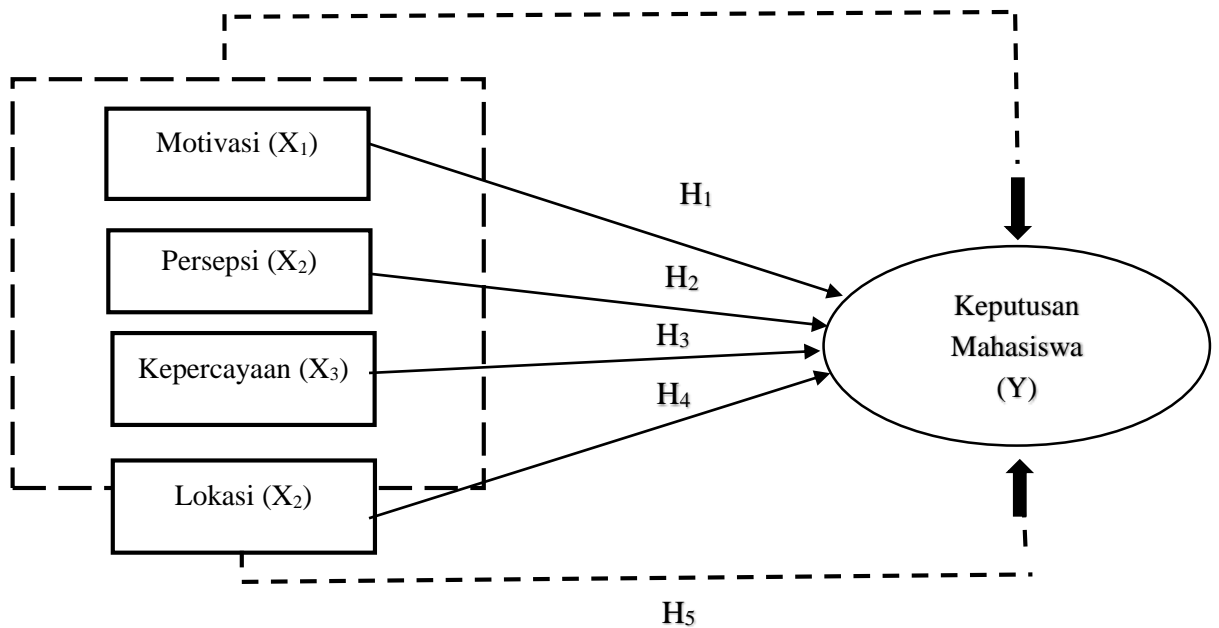 Motivasi (X₁)
H₁
Persepsi (X₂)
H₂
Kepercayaan (X₃)
H₃
H₄
Lokasi (X₂)
Keputusan
Mahasiswa
(Y)
H₅